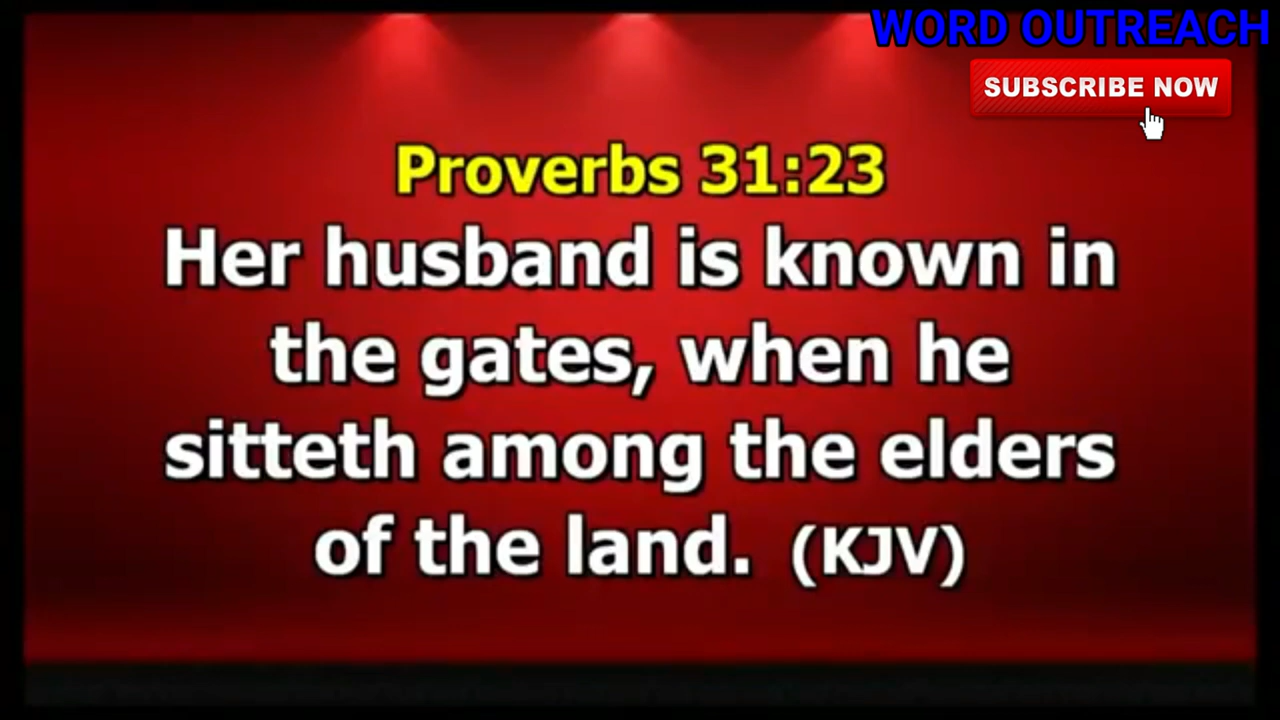 WORD OUTREACH
SUBSCRIBE NOW
Proverbs 31:23
Her husband is known in
the gates, when he
sitteth among the elders
of the land. (KJV)